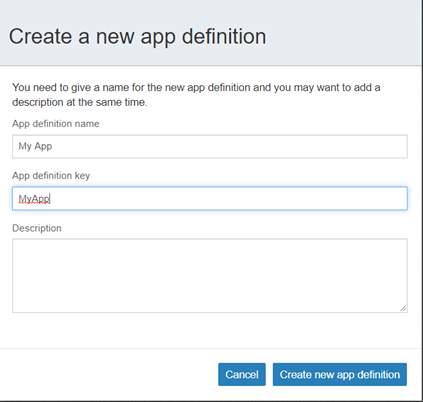 Create a new app definition
You need to give a name for the new app definition and you may want to add a
description at the same time.
App definition name
My App
App definition key
MyApp
Description
Cancel
Create new app definition